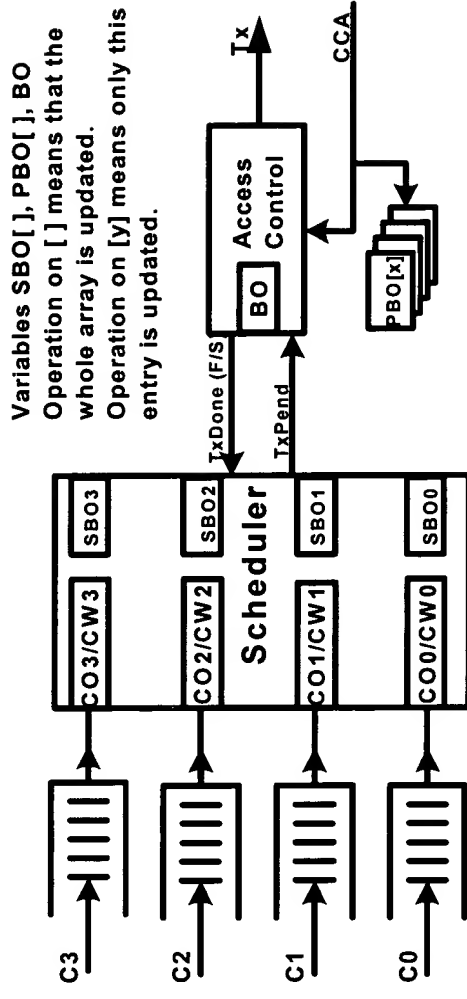 Variables SBO[ ], PBO[ ], BO
Operation on [ ] means that the
whole array is updated.
Operation on [y] means only this
entry is updated.
C3
CO3/CW3
SBO3
C2
CO2/CW2
SBO2
Scheduler
C1
CO1/CW1
SBO1
C0
CO0/CW0
SBO0
TxDone (F/S
TxPend
BO
Access
Control
Tx
CCA
PBO[x]